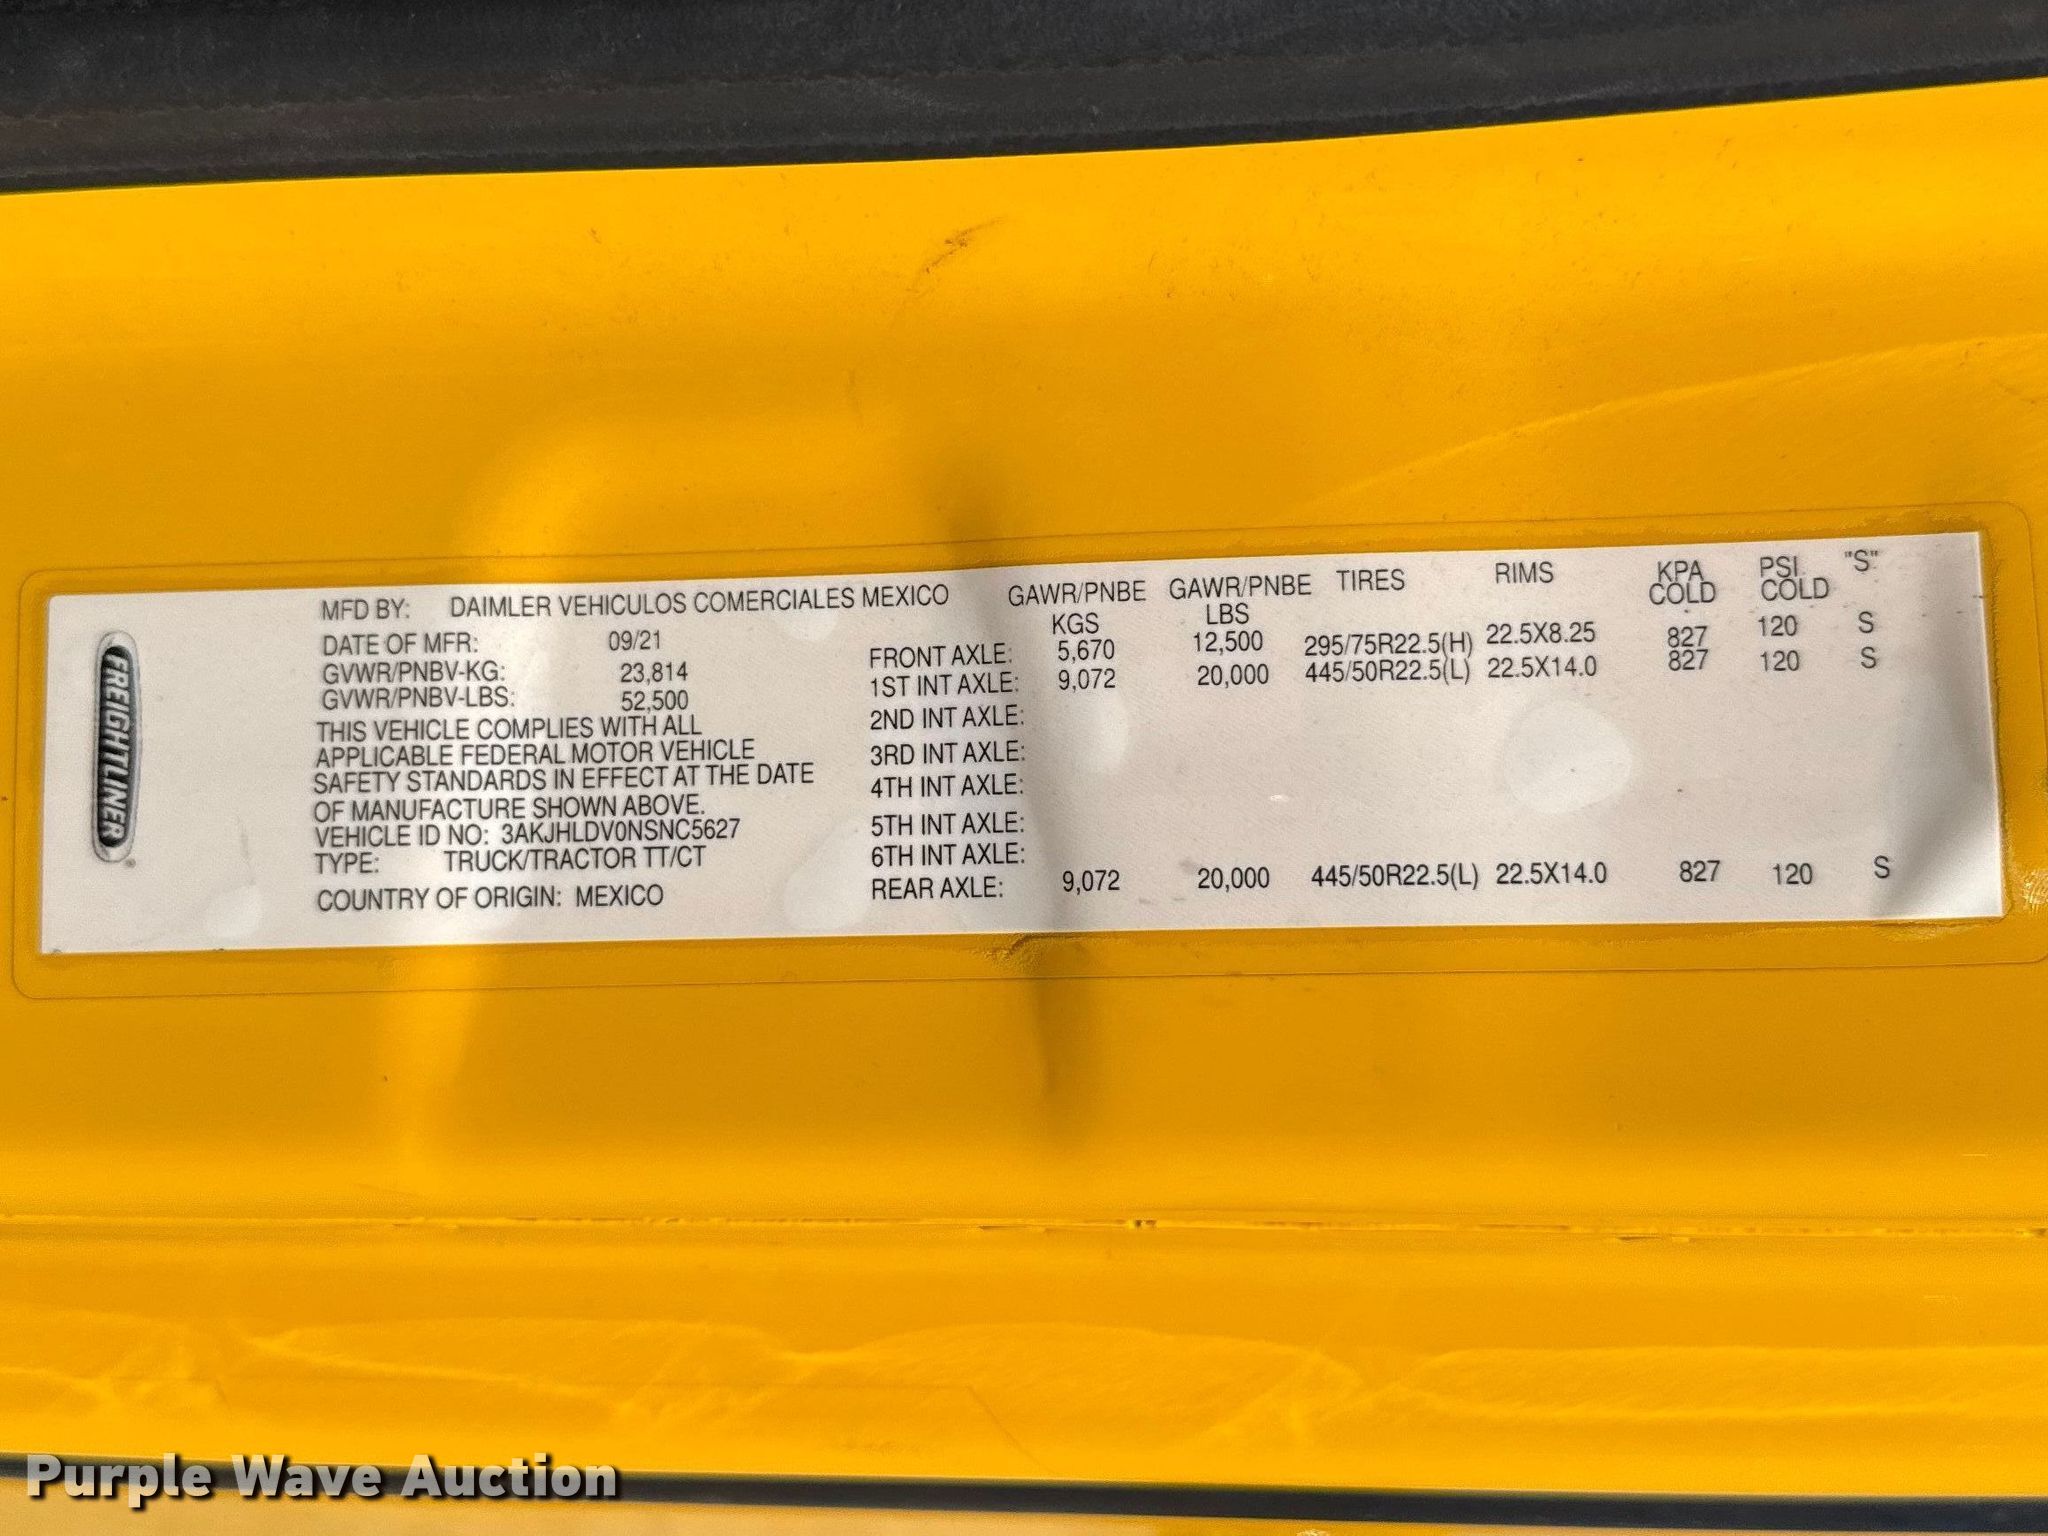 FREIGHTLINER
MFD BY: DAIMLER VEHICULOS COMERCIALES MEXICO
DATE OF MFR: 09/21
GVWR/PNBV-KG: 23,814
GVWR/PNBV-LBS: 52,500
THIS VEHICLE COMPLIES WITH ALL
APPLICABLE FEDERAL MOTOR VEHICLE
SAFETY STANDARDS IN EFFECT AT THE DATE
OF MANUFACTURE SHOWN ABOVE.
VEHICLE ID NO: 3AKJHLDV0NSNC5627
TYPE: TRUCK/TRACTOR TT/CT
COUNTRY OF ORIGIN: MEXICO
GAWR/PNBE GAWR/PNBE TIRES RIMS KPA PSI "S"
KGS LBS COLD COLD
FRONT AXLE: 5,670 12,500 295/75R22.5(H) 22.5X8.25 827 120 S
1ST INT AXLE: 9,072 20,000 445/50R22.5(L) 22.5X14.0 827 120 S
2ND INT AXLE:
3RD INT AXLE:
4TH INT AXLE:
5TH INT AXLE:
6TH INT AXLE:
REAR AXLE: 9,072 20,000 445/50R22.5(L) 22.5X14.0 827 120 S
Purple Wave Auction